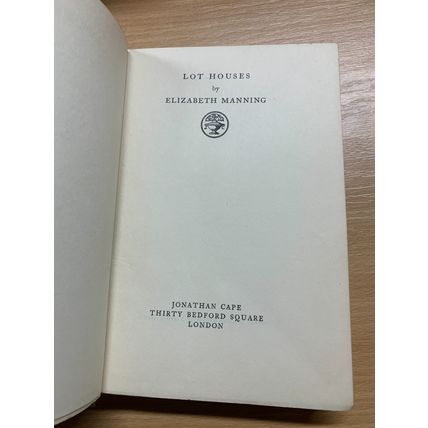 LOT HOUSES
by
ELIZABETH MANNING
JONATHAN CAPE
THIRTY BEDFORD SQUARE
LONDON